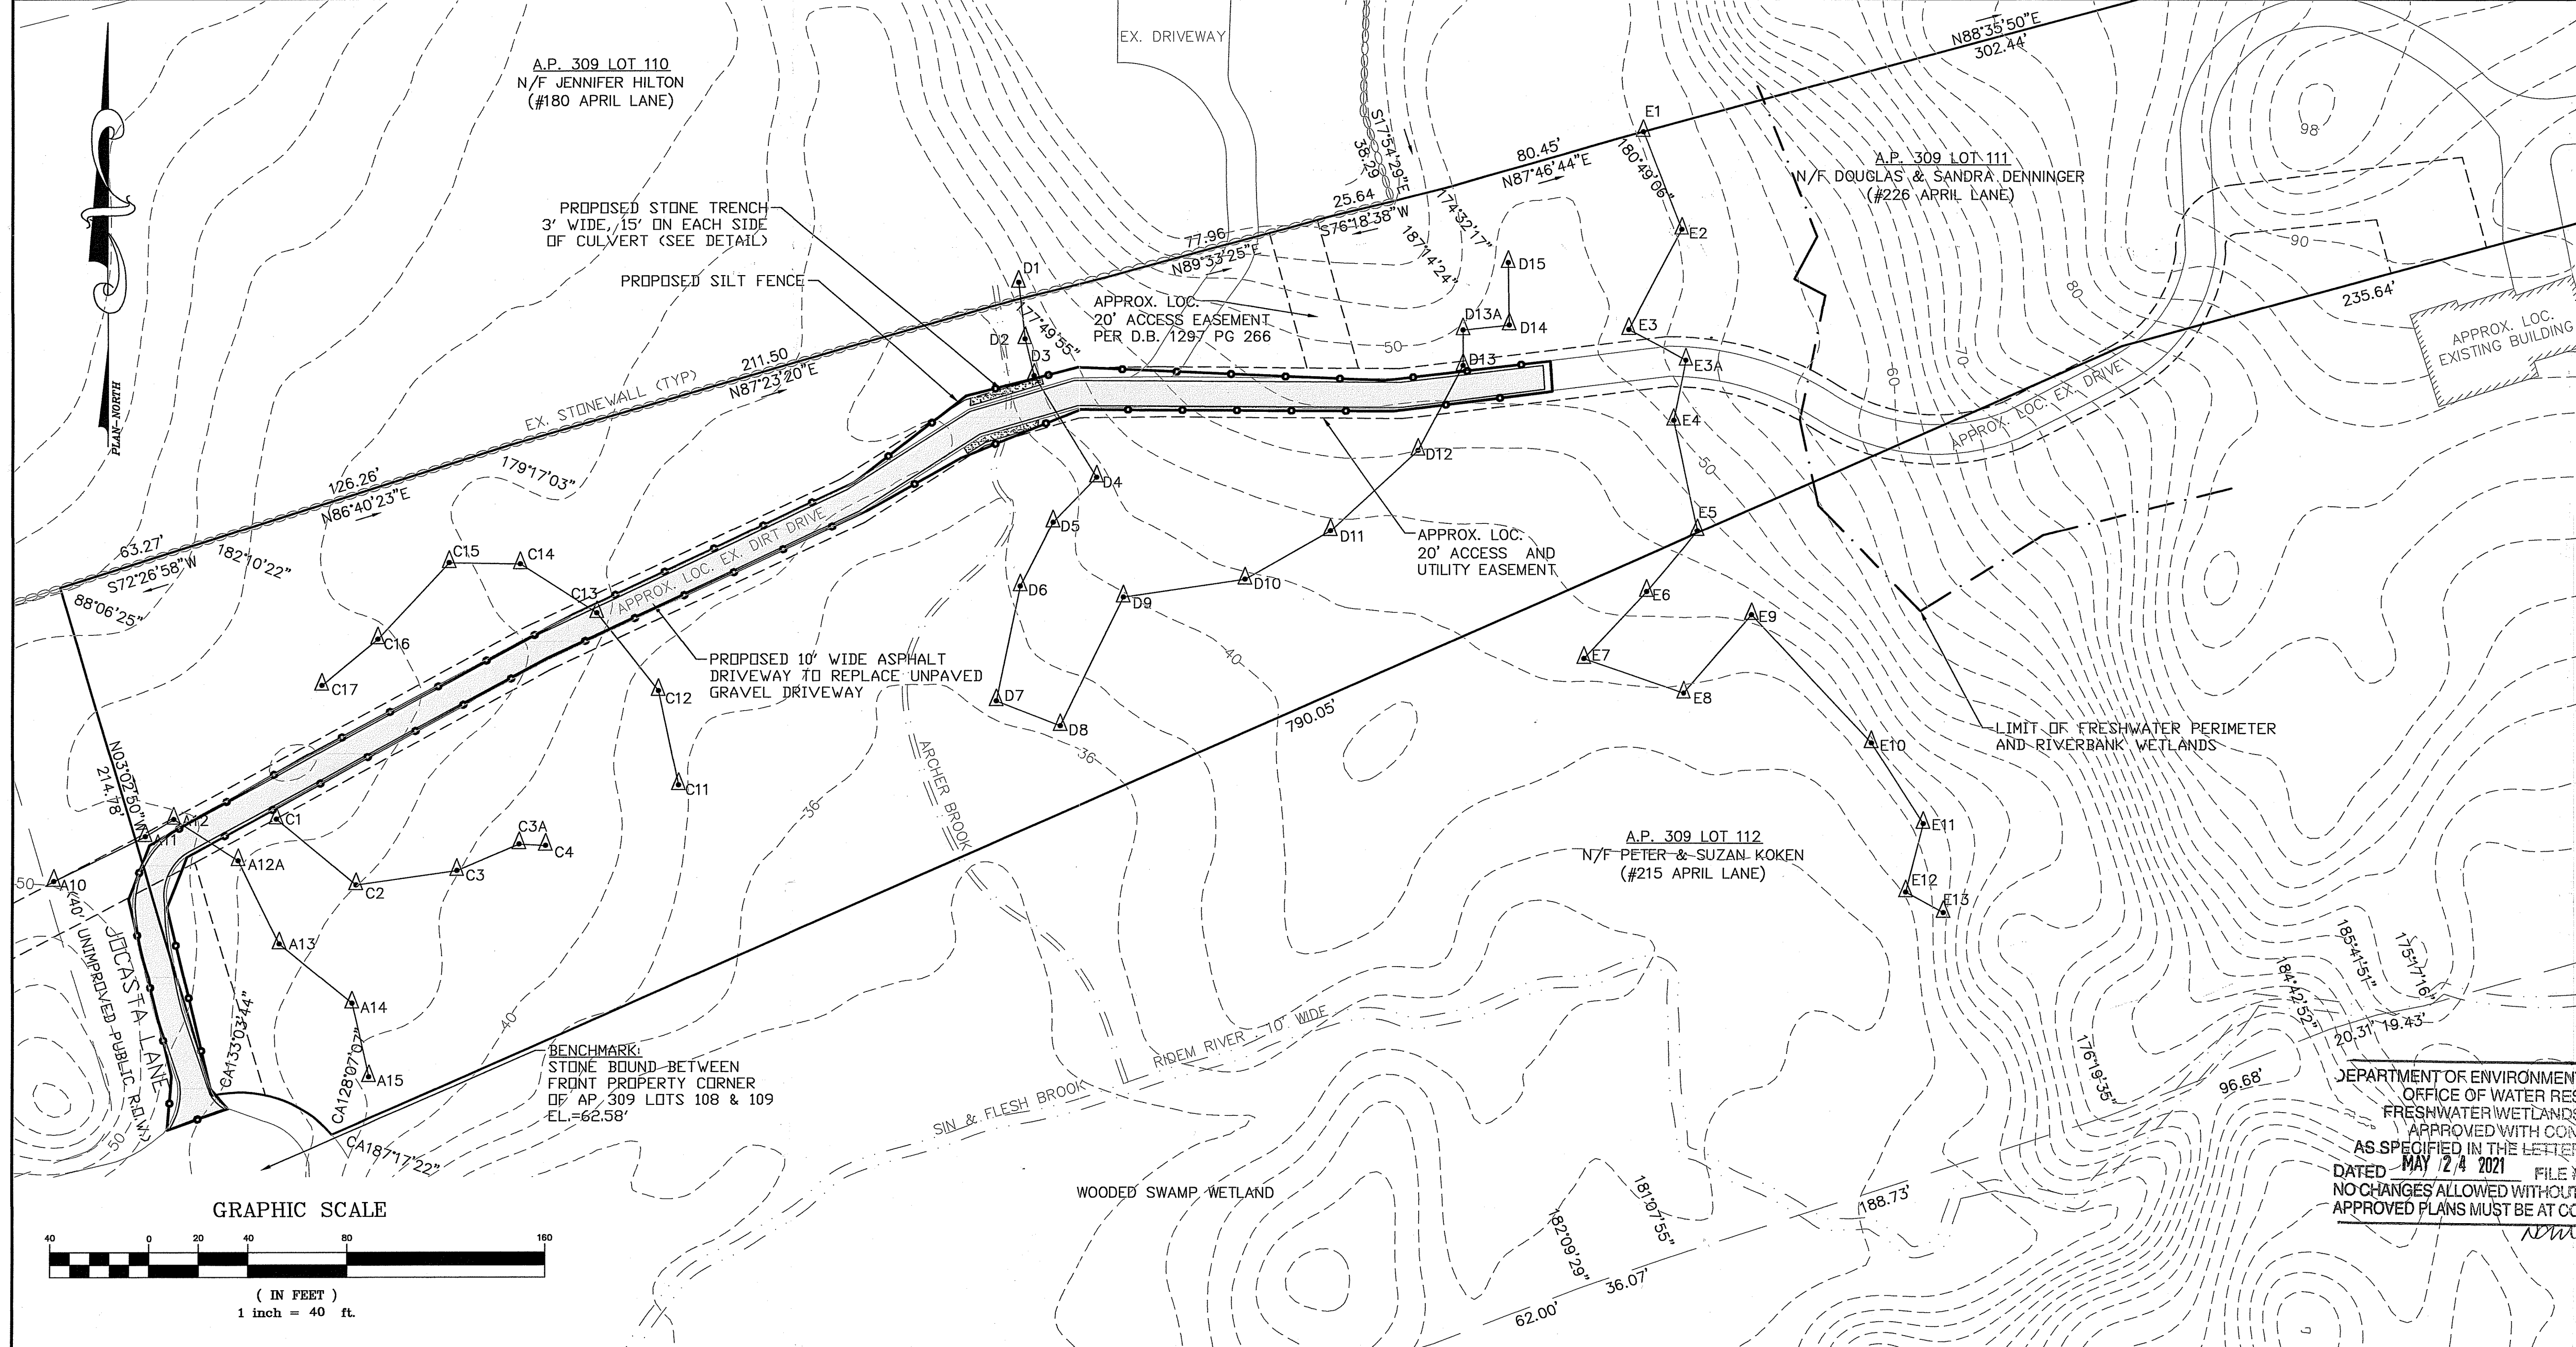 EX. DRIVEWAY
N88°35'50"E
302.44'
A.P. 309 LOT 110
N/F JENNIFER HILTON
(#180 APRIL LANE)
98
S17°54'29"E
38.29
E1
80.45'
N87°46'44"E
180°49'06"
A.P. 309 LOT 111
N/F DOUGLAS & SANDRA DENNINGER
(#226 APRIL LANE)
PLAN-NORTH
PROPOSED STONE TRENCH
3' WIDE, 15' ON EACH SIDE
OF CULVERT (SEE DETAIL)
PROPOSED SILT FENCE
25.64
S76°18'38"W
174°32'17"
187°14'24"
77.96
N89°33'25"E
E2
90
D1
D15
80
235.64'
APPROX. LOC.
EXISTING BUILDING
APPROX. LOC.
20' ACCESS EASEMENT
PER D.B. 1297 PG 266
177°49'55"
D2
D3
D13A
D14
E3
50
D13
E3A
70
60
211.50
N87°23'20"E
EX. STONEWALL (TYP)
APPROX. LOC. EX. DRIVE
E4
D12
50
D4
179°17'03"
126.26'
N86°40'23"E
D5
D11
E5
APPROX. LOC.
20' ACCESS AND
UTILITY EASEMENT
63.27'
S72°26'58"W
182°10'22"
88°06'25"
C15
C14
APPROX. LOC. EX. DIRT DRIVE
C13
D6
D9
D10
E6
E9
C16
C17
40
E7
E8
PROPOSED 10' WIDE ASPHALT
DRIVEWAY TO REPLACE UNPAVED
GRAVEL DRIVEWAY
C12
D7
D8
790.05'
LIMIT OF FRESHWATER PERIMETER
AND RIVERBANK WETLANDS
E10
N03°02'50"W
214.78'
C11
36
36
ARCHER BROOK
A12
A11
C1
C3A
C4
E11
A.P. 309 LOT 112
N/F PETER & SUZAN KOKEN
(#215 APRIL LANE)
A12A
C3
C2
50
A10
E12
E13
JOCASTA LANE
(40' UNIMPROVED PUBLIC R.O.W.)
A13
185°41'51"
175°17'16"
184°42'52"
A14
40
CA133°03'44"
CA128°07'07"
A15
SIN & FLESH BROOK
RIDEM RIVER 10' WIDE
176°19'35"
20.31'
19.43'
96.68'
BENCHMARK:
STONE BOUND BETWEEN
FRONT PROPERTY CORNER
OF AP 309 LOTS 108 & 109
EL.=62.58'
50
CA187°17'22"
DEPARTMENT OF ENVIRONMEN
OFFICE OF WATER RES
FRESHWATER WETLANDS
APPROVED WITH CON
AS SPECIFIED IN THE LETTER
DATED MAY 24 2021 FILE #
NO CHANGES ALLOWED WITHOUT
APPROVED PLANS MUST BE AT CO
WOODED SWAMP WETLAND
182°09'29"
181°07'55"
188.73'
36.07'
62.00'
GRAPHIC SCALE
40 0 20 40 80 160
( IN FEET )
1 inch = 40 ft.